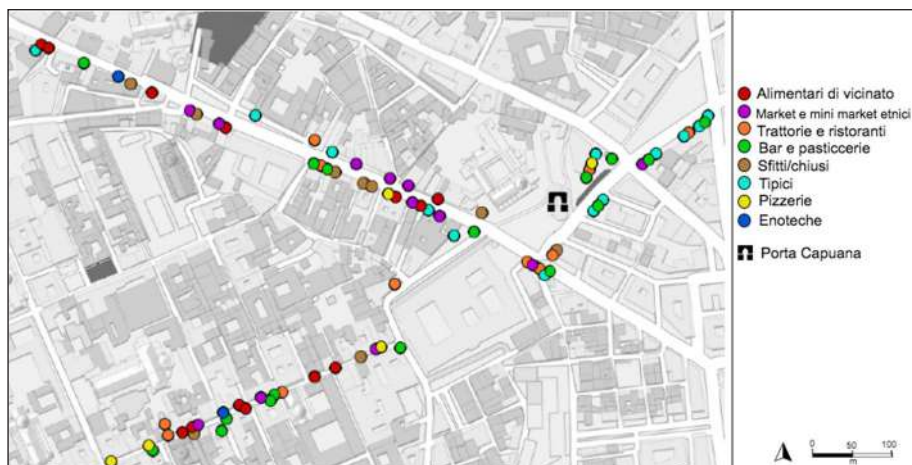 Alimentari di vicinato
Market e mini market etnici
Trattorie e ristoranti
Bar e pasticcerie
Sfitti/chiusi
Tipici
Pizzerie
Enoteche
Porta Capuana
0 50 100
m